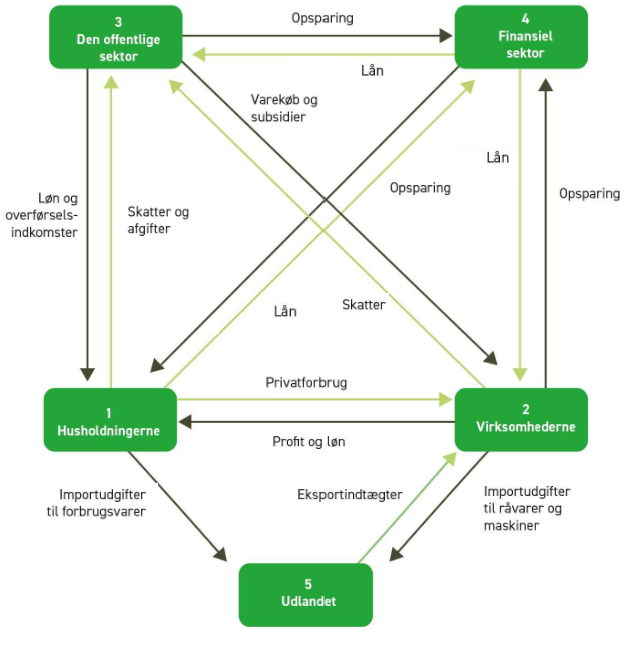 3
Den offentlige
sektor
Opsparing
4
Finansiel
sektor
Lån
Varekøb og
subsidier
Lån
Opsparing
Opsparing
Løn og
overførsels-
indkomster
Skatter og
afgifter
Lån
Skatter
Privatforbrug
1
Husholdningerne
2
Virksomhederne
Profit og løn
Importudgifter
til forbrugsvarer
Eksportindtægter
Importudgifter
til råvarer og
maskiner
5
Udlandet